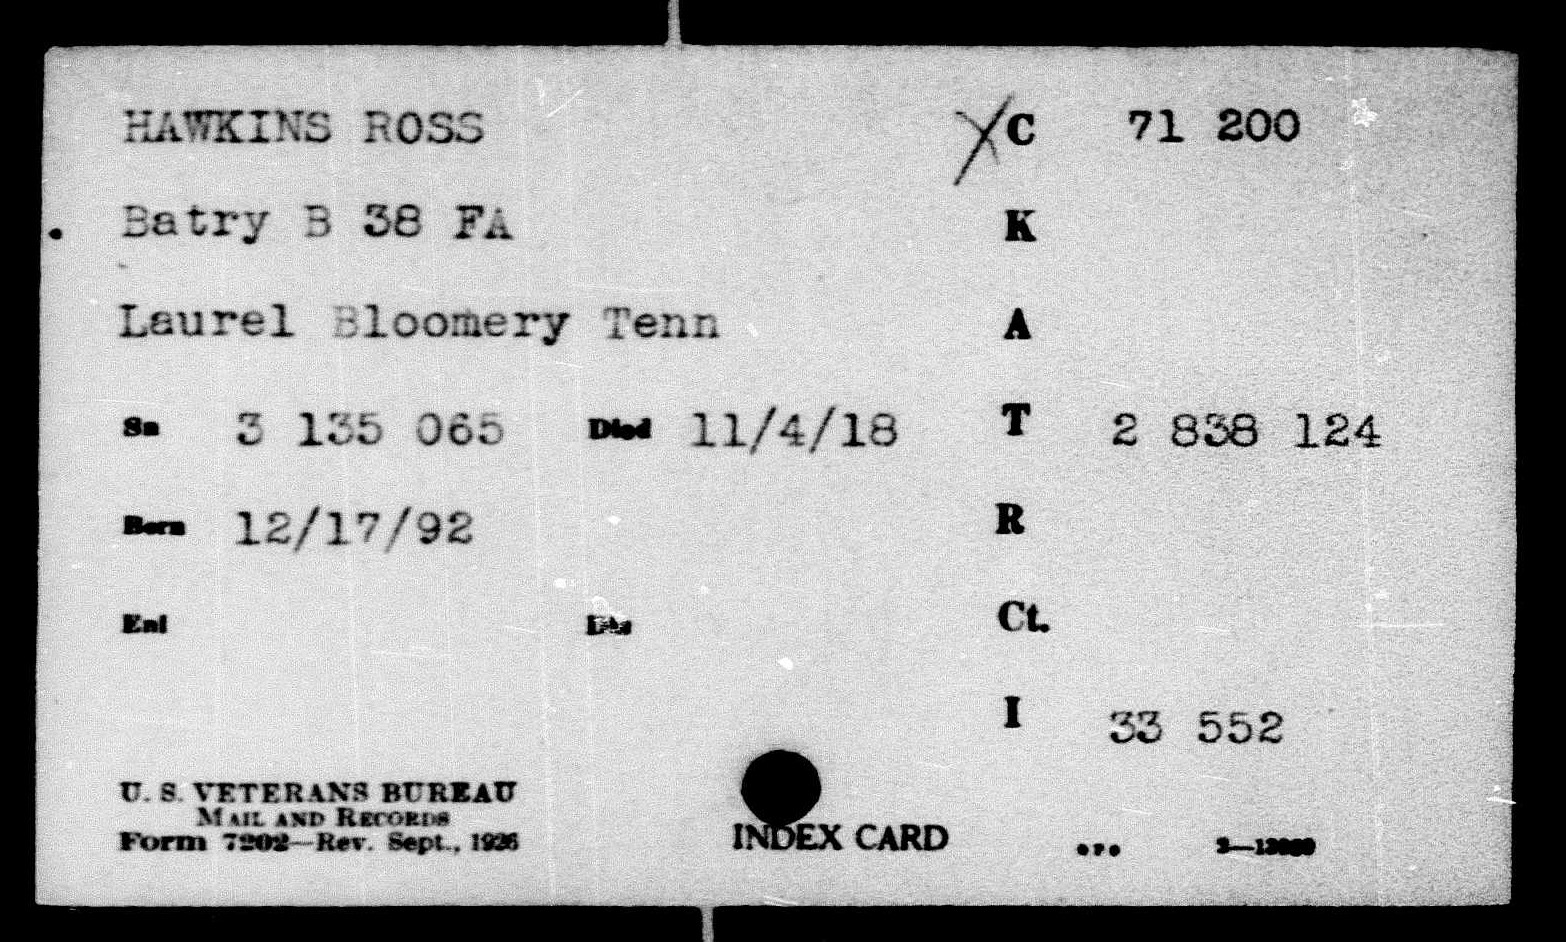 HAWKINS ROSS
XC 71 200
Batry B 38 FA
K
Laurel Bloomery Tenn
A
Sn 3 135 065 Died 11/4/18
T 2 838 124
Born 12/17/92
R
Enl Dis
Ct.
I 33 552
U. S. VETERANS BUREAU
MAIL AND RECORDS
Form 7202—Rev. Sept., 1926
INDEX CARD